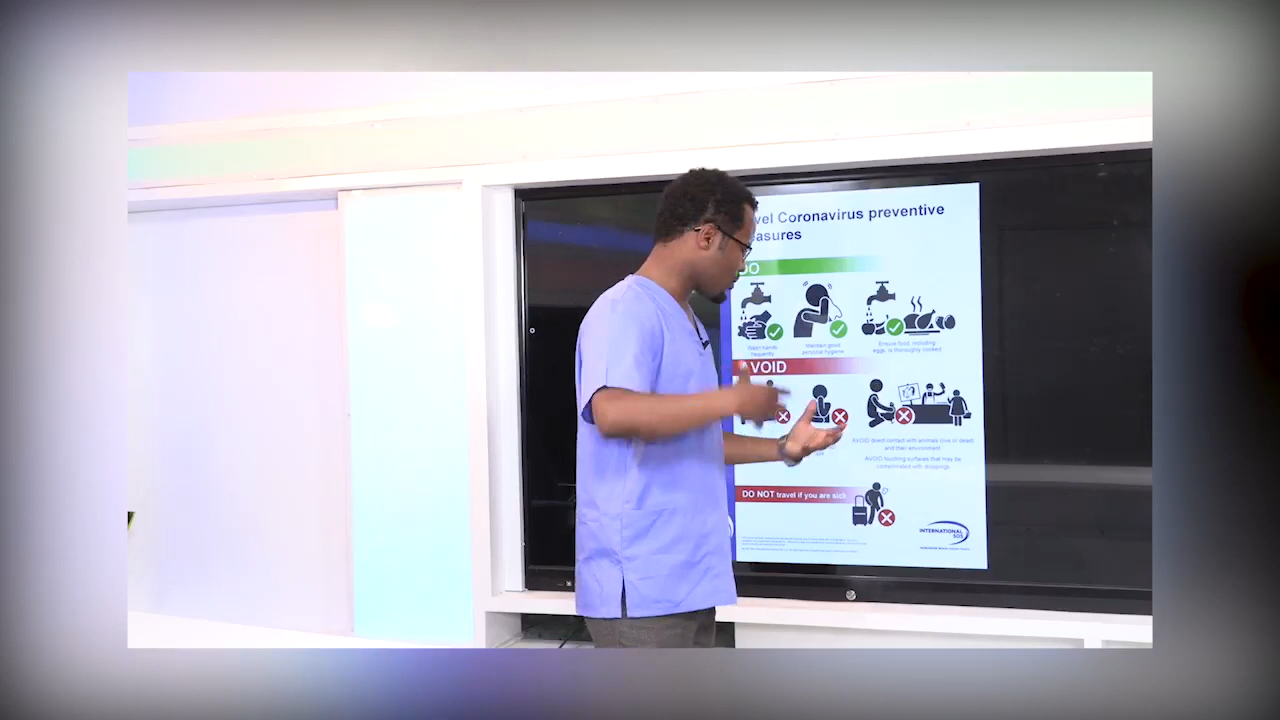 vel Coronavirus preventive
asures
DO
Wash hands
frequently
Maintain good
personal hygiene
Ensure food, including
eggs, is thoroughly cooked
AVOID
AVOID direct contact with animals (live or dead)
and their environment
AVOID touching surfaces that may be
contaminated with droppings
DO NOT travel if you are sick
INTERNATIONAL
SOS